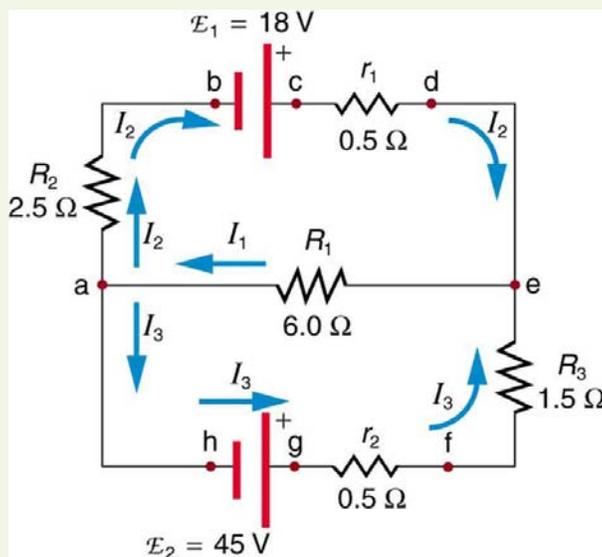 ℰ₁ = 18 V
+
b
c
r₁
d
I₂
0.5 Ω
I₂
R₂
2.5 Ω
I₂
I₁
R₁
a
e
6.0 Ω
I₃
R₃
1.5 Ω
I₃
I₃
+
h
g
r₂
f
0.5 Ω
ℰ₂ = 45 V